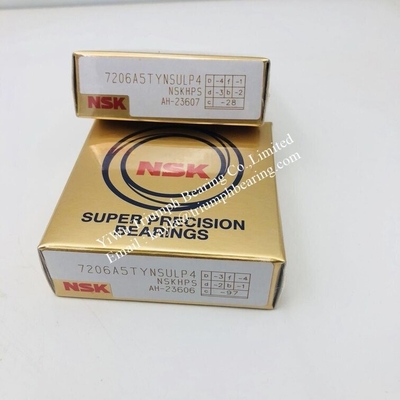 7206A5TYNSULP4
NSKHPS
AH-23607
D -4 f -1
d -3 b -2
c -28
NSK
NSK
SUPER PRECISION
BEARINGS
7206A5TYNSULP4
NSKHPS
AH-23606
D -3 f -4
d -2 b -1
c -97
NSK